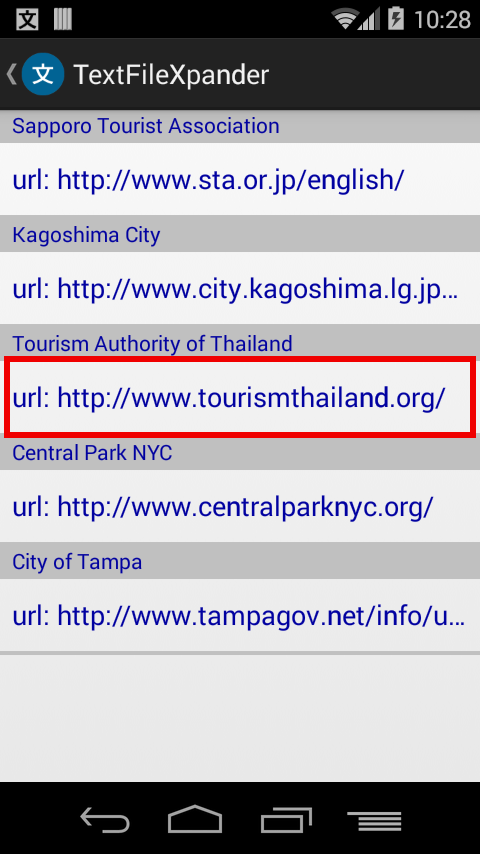 文
10:28
文 TextFileXpander
Sapporo Tourist Association
url: http://www.sta.or.jp/english/
Kagoshima City
url: http://www.city.kagoshima.lg.jp...
Tourism Authority of Thailand
url: http://www.tourismthailand.org/
Central Park NYC
url: http://www.centralparknyc.org/
City of Tampa
url: http://www.tampagov.net/info/u...